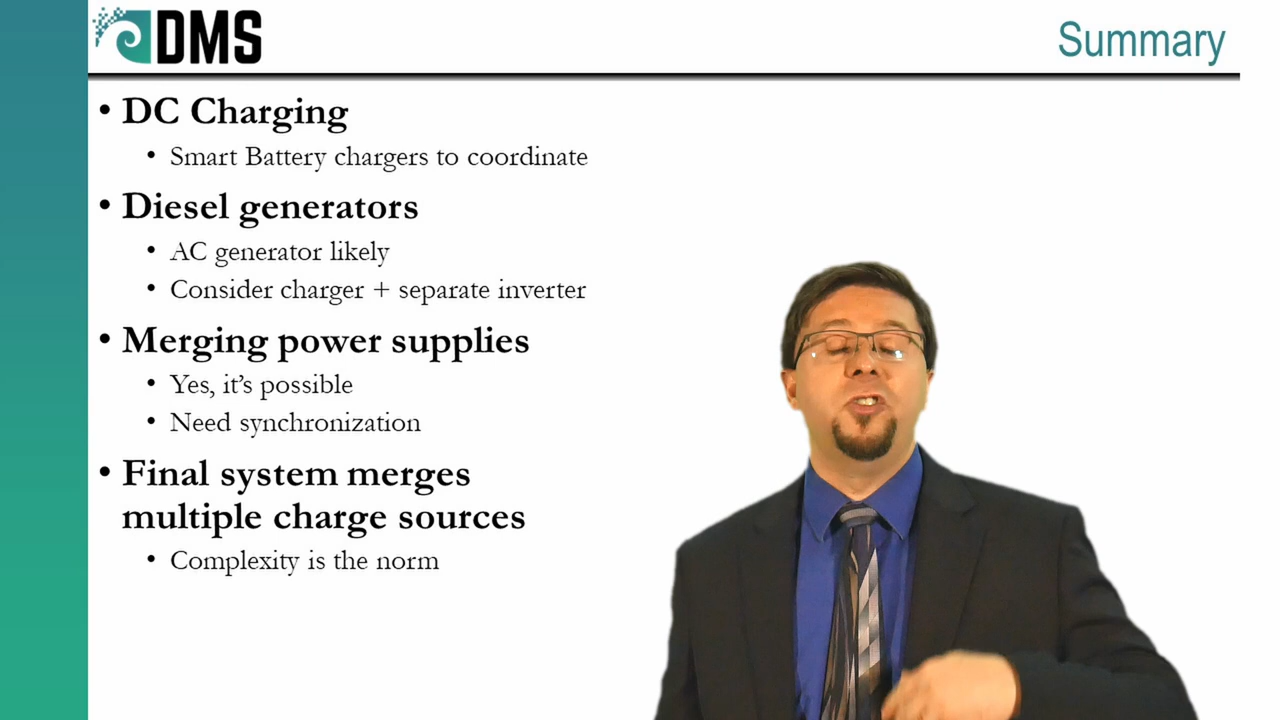 DMS
Summary
• DC Charging
• Smart Battery chargers to coordinate
• Diesel generators
• AC generator likely
• Consider charger + separate inverter
• Merging power supplies
• Yes, it's possible
• Need synchronization
• Final system merges
multiple charge sources
• Complexity is the norm